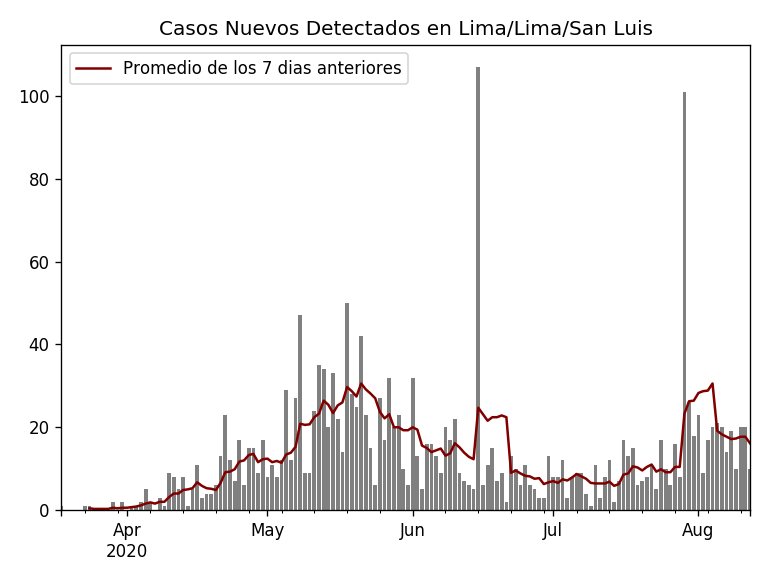 Casos Nuevos Detectados en Lima/Lima/San Luis
Promedio de los 7 dias anteriores
100
80
60
40
20
0
Apr May Jun Jul Aug
2020